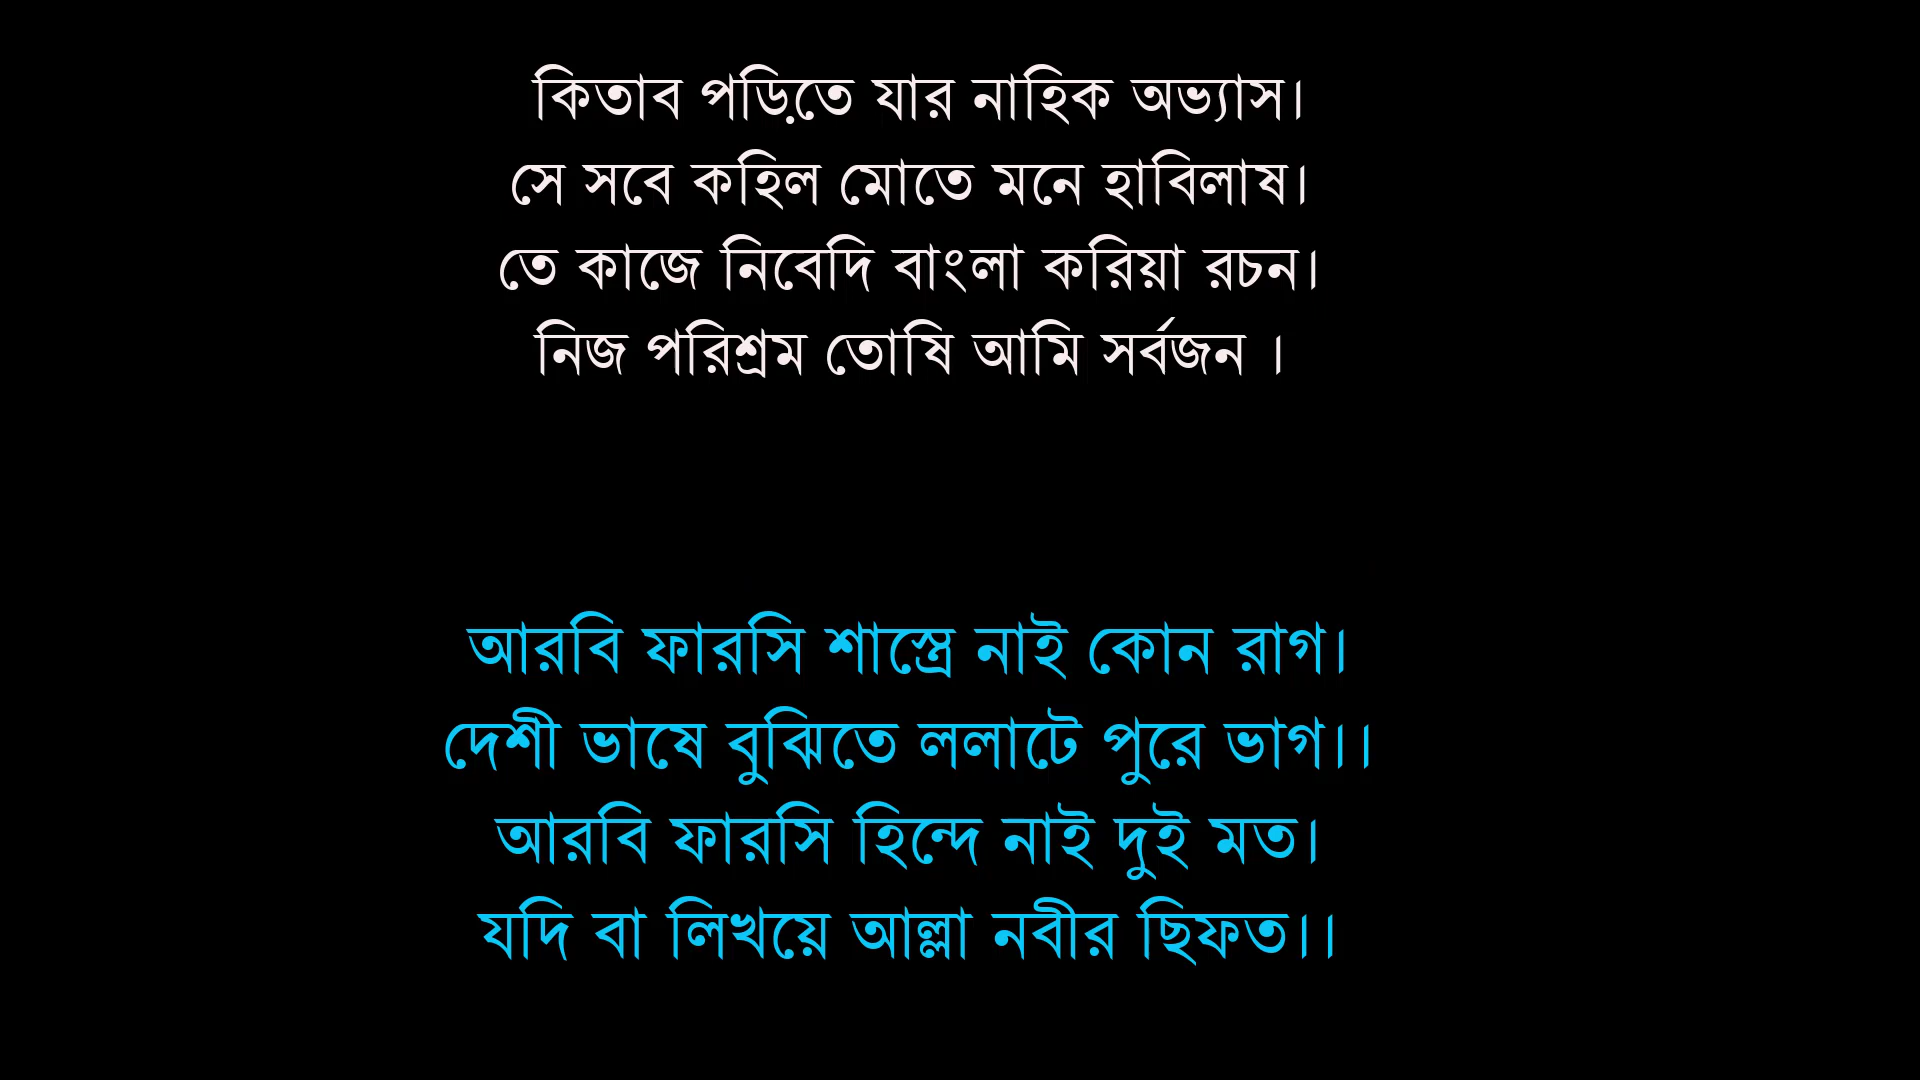 কিতাব পড়িতে যার নাহিক অভ্যাস।
সে সবে কহিল মোতে মনে হাবিলাষ।
তে কাজে নিবেদি বাংলা করিয়া রচন।
নিজ পরিশ্রম তোষি আমি সর্বজন ।
আরবি ফারসি শাস্ত্রে নাই কোন রাগ।
দেশী ভাষে বুঝিতে ললাটে পুরে ভাগ।।
আরবি ফারসি হিন্দে নাই দুই মত।
যদি বা লিখয়ে আল্লা নবীর ছিফত।।